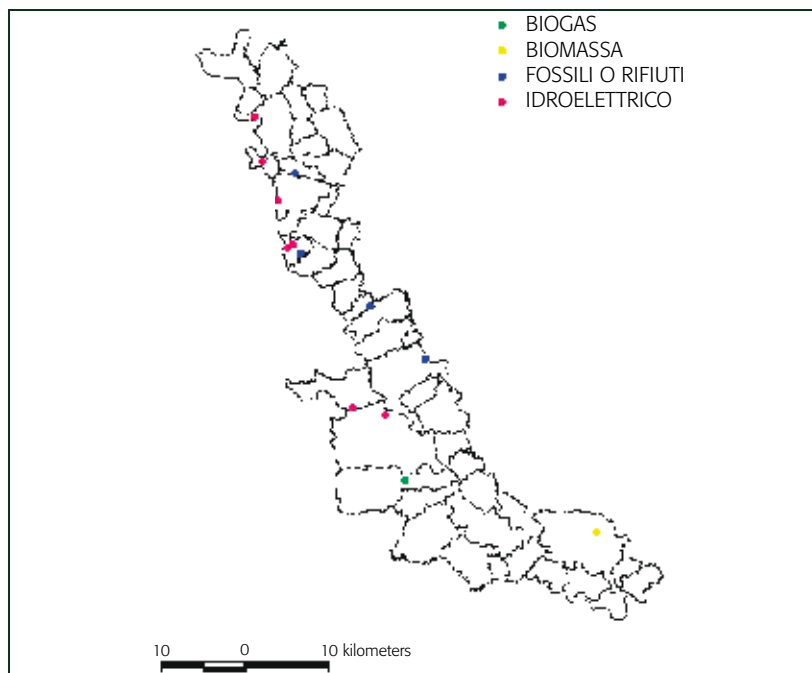 BIOGAS
BIOMASSA
FOSSILI O RIFIUTI
IDROELETTRICO
10 0 10 kilometers